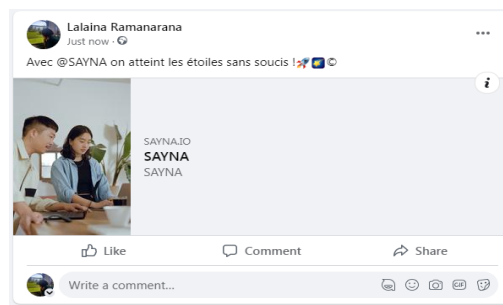 Lalaina Ramanarana
Just now ·
Avec @SAYNA on atteint les étoiles sans soucis !🚀🌠©
i
SAYNA.IO
SAYNA
SAYNA
Like Comment Share
Write a comment...
GIF